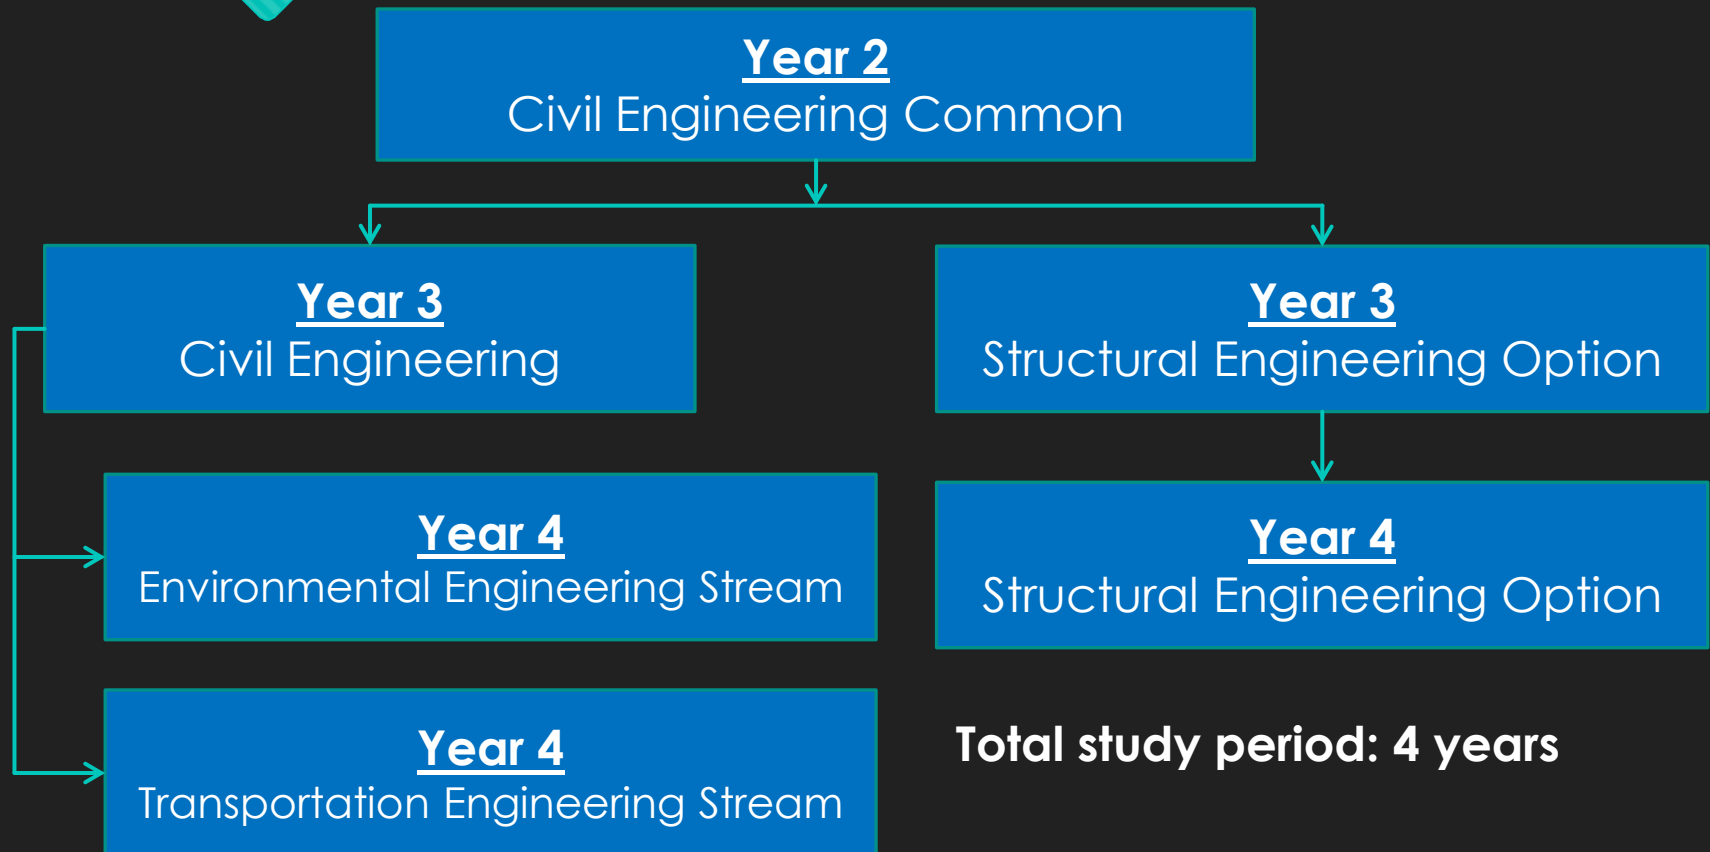 Year 2
Civil Engineering Common
Year 3
Civil Engineering
Year 3
Structural Engineering Option
Year 4
Environmental Engineering Stream
Year 4
Structural Engineering Option
Year 4
Transportation Engineering Stream
Total study period: 4 years